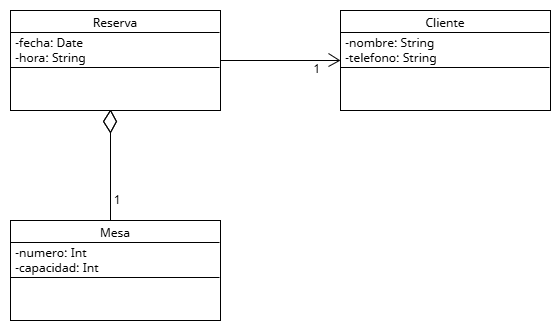 Reserva
-fecha: Date
-hora: String
Cliente
-nombre: String
-telefono: String
1
1
Mesa
-numero: Int
-capacidad: Int